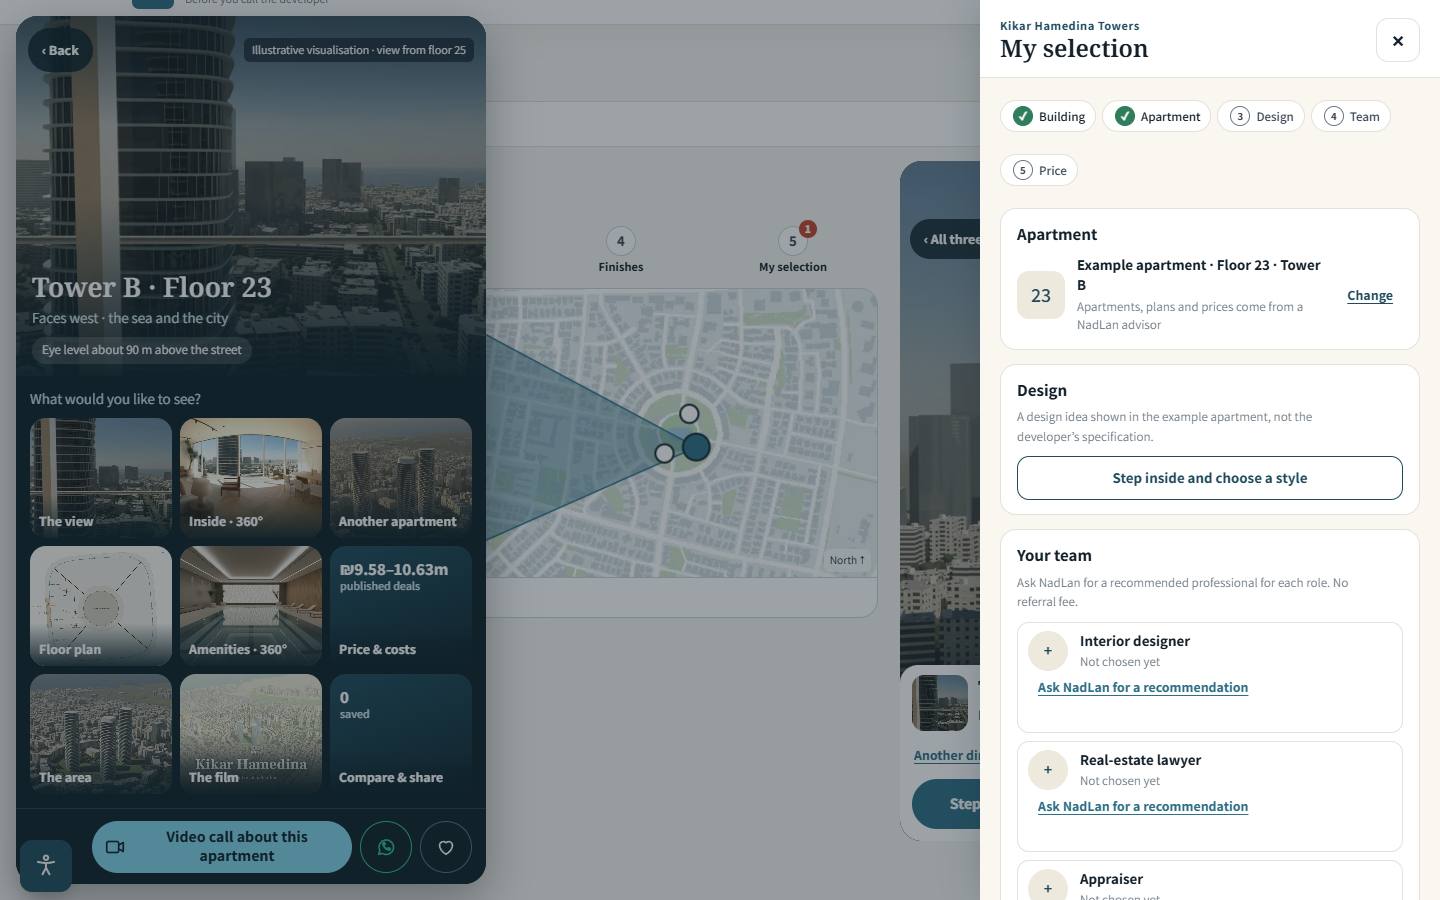 Before you call the developer
‹ Back
Illustrative visualisation · view from floor 25
Tower B · Floor 23
Faces west · the sea and the city
Eye level about 90 m above the street
What would you like to see?
The view
Inside · 360°
Another apartment
Floor plan
Amenities · 360°
₪9.58–10.63m
published deals
Price & costs
The area
Kikar Hamedina
The film
0
saved
Compare & share
Video call about this
apartment
4
Finishes
5
1
My selection
North ↑
‹ All three
Another di
Step
Kikar Hamedina Towers
My selection
✕
Building
Apartment
3 Design
4 Team
5 Price
Apartment
23
Example apartment · Floor 23 · Tower
B
Apartments, plans and prices come from a
NadLan advisor
Change
Design
A design idea shown in the example apartment, not the
developer’s specification.
Step inside and choose a style
Your team
Ask NadLan for a recommended professional for each role. No
referral fee.
+
Interior designer
Not chosen yet
Ask NadLan for a recommendation
+
Real-estate lawyer
Not chosen yet
Ask NadLan for a recommendation
+
Appraiser
Not chosen yet